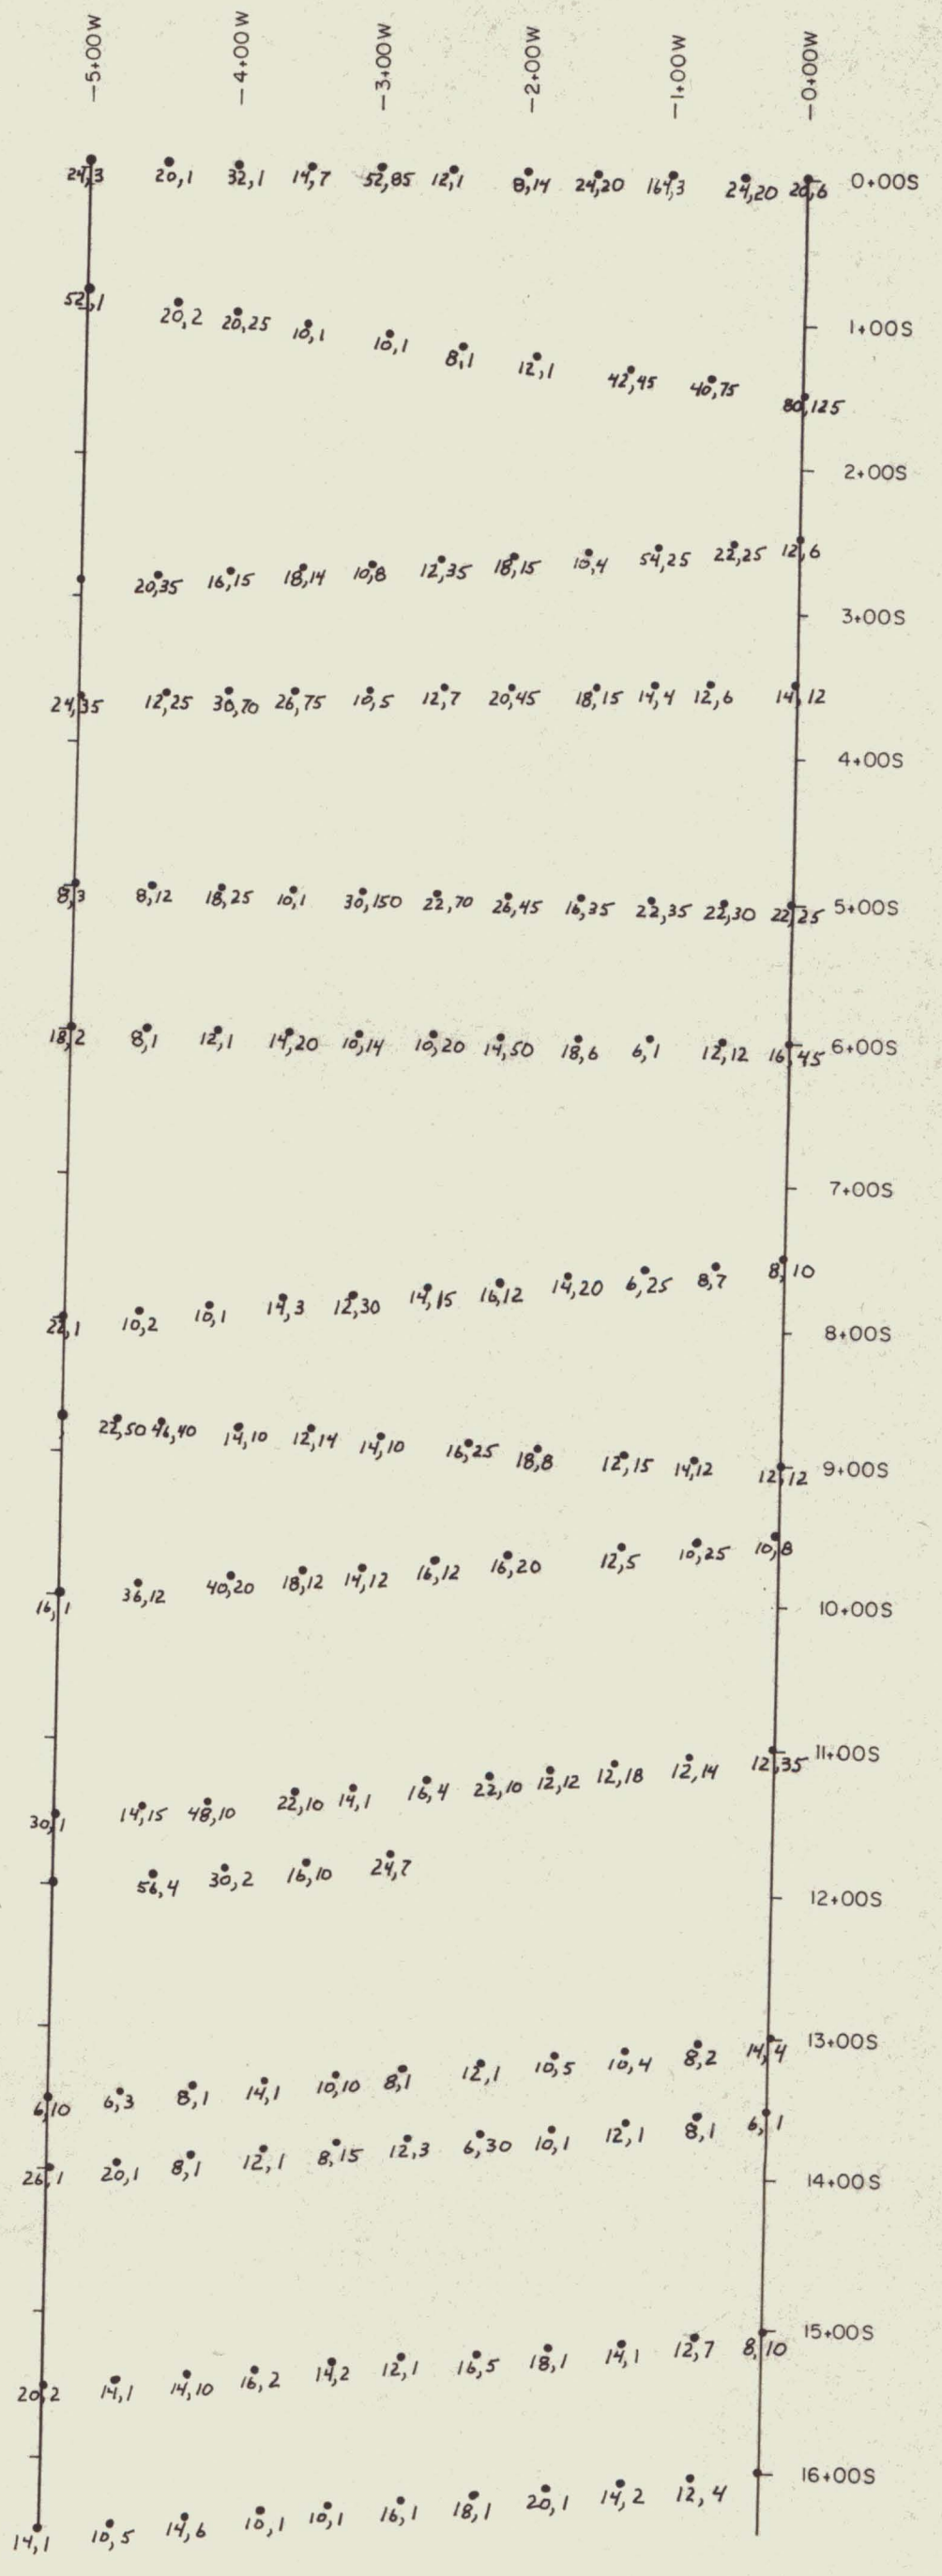 -5+00W -4+00W -3+00W -2+00W -1+00W -0+00W
24,3 20,1 32,1 14,7 52,85 12,1 8,14 24,20 164,3 24,20 20,6 0+00S
52,1 20,2 20,25 10,1 10,1 8,1 12,1 42,45 40,75 80,125
1+00S
2+00S
20,35 16,15 18,14 10,8 12,35 18,15 10,4 54,25 22,25 12,6
3+00S
24,35 12,25 30,70 26,75 10,5 12,7 20,45 18,15 14,4 12,6 14,12
4+00S
8,3 8,12 18,25 10,1 30,150 22,70 26,45 16,35 22,35 22,30 22,25 5+00S
18,2 8,1 12,1 14,20 10,14 10,20 14,50 18,6 6,1 12,12 16,45 6+00S
7+00S
22,1 10,2 10,1 14,3 12,30 14,15 16,12 14,20 6,25 8,7 8,10
8+00S
22,50 46,40 14,10 12,14 14,10 16,25 18,8 12,15 14,12 12,12 9+00S
16,1 36,12 40,20 18,12 14,12 16,12 16,20 12,5 10,25 10,8
10+00S
30,1 14,15 48,10 22,10 14,1 16,4 22,10 12,12 12,18 12,14 12,35 11+00S
56,4 30,2 16,10 24,7
12+00S
6,10 6,3 8,1 14,1 10,10 8,1 12,1 10,5 10,4 8,2 14,4 13+00S
26,1 20,1 8,1 12,1 8,15 12,3 6,30 10,1 12,1 8,1 6,1
14+00S
20,2 14,1 14,10 16,2 14,2 12,1 16,5 18,1 14,1 12,7 8,10 15+00S
14,1 10,5 14,6 10,1 10,1 16,1 18,1 20,1 14,2 12,4 16+00S